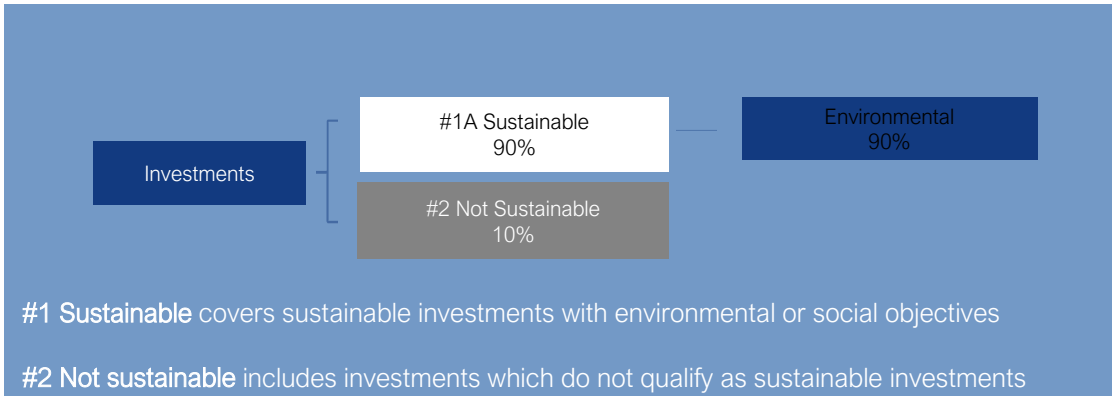 #1A Sustainable
90%
Environmental
90%
Investments
#2 Not Sustainable
10%
#1 Sustainable covers sustainable investments with environmental or social objectives
#2 Not sustainable includes investments which do not qualify as sustainable investments